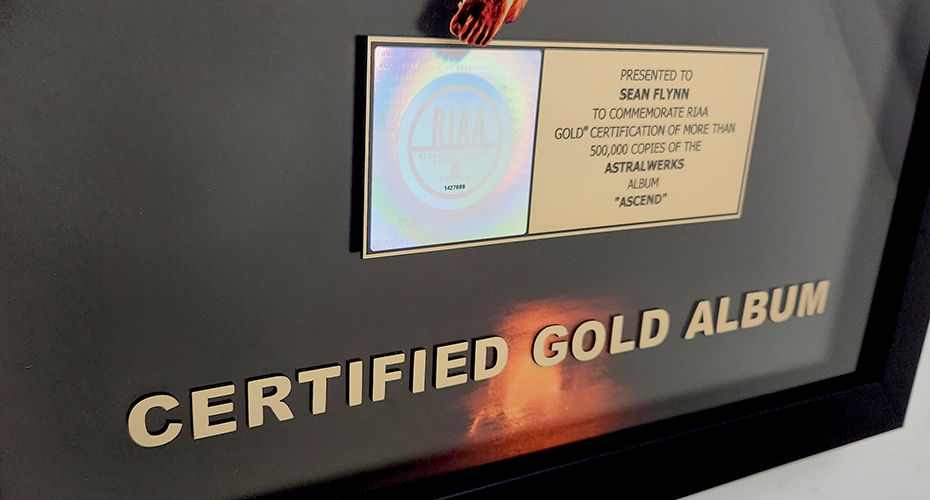 RIAA
1427689
PRESENTED TO
SEAN FLYNN
TO COMMEMORATE RIAA
GOLD® CERTIFICATION OF MORE THAN
500,000 COPIES OF THE
ASTRALWERKS
ALBUM
"ASCEND"
CERTIFIED GOLD ALBUM